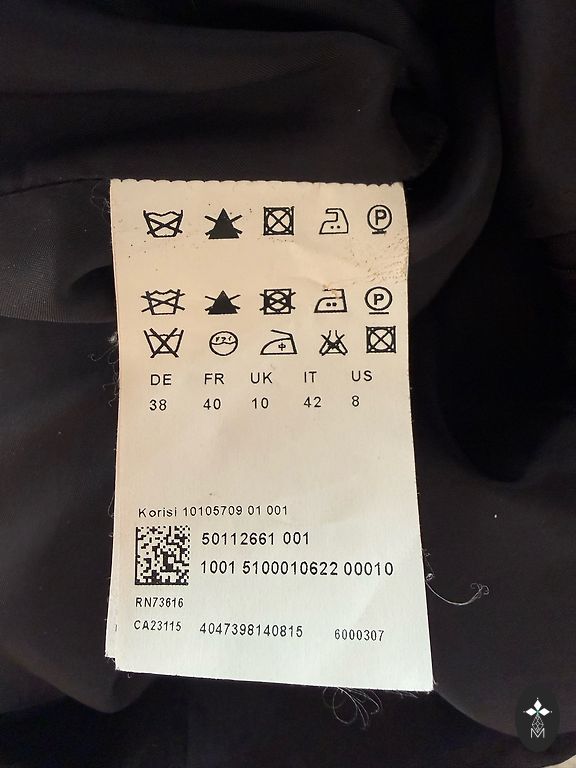 P
P
DE FR UK IT US
38 40 10 42 8
Korisi 10105709 01 001
50112661 001
1001 5100010622 00010
RN73616
CA23115 4047398140815 6000307
M